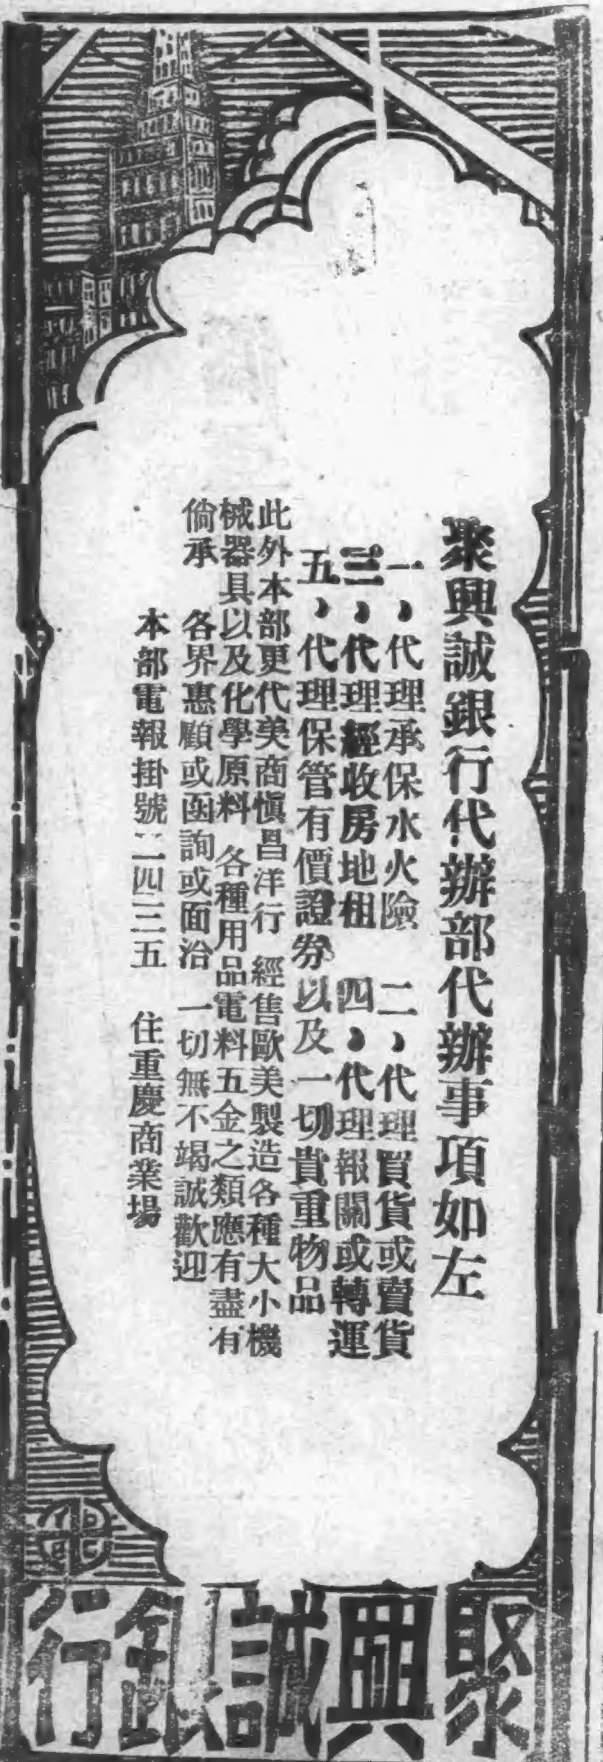 聚興誠銀行代辦部代辦事項如左
一、代理承保水火險 二、代理買貨或賣貨
三、代理經收房地租 四、代理報關或轉運
五、代理保管有價證券以及一切貴重物品
此外本部更代美商慎昌洋行 經售歐美製造各種大小機
械器具以及化學原料 各種用品電料五金之類應有盡有
倘承 各界惠顧或函詢或面洽 一切無不竭誠歡迎
本部電報掛號二四三五 住重慶商業場
聚興誠銀行